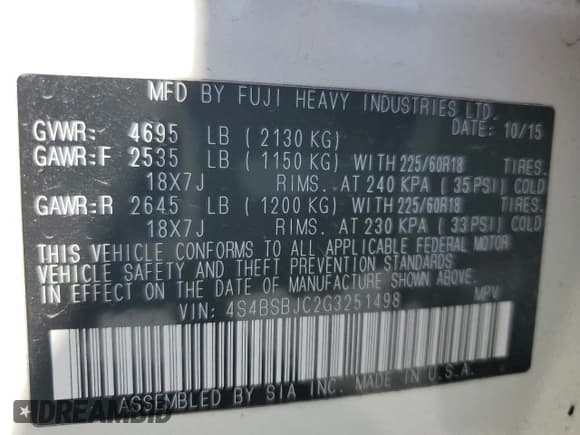 MFD BY FUJI HEAVY INDUSTRIES LTD.
GVWR: 4695 LB ( 2130 KG) DATE: 10/15
GAWR:F 2535 LB ( 1150 KG) WITH 225/60R18 TIRES.
18X7J RIMS. AT 240 KPA ( 35 PSI) COLD
GAWR:R 2645 LB ( 1200 KG) WITH 225/60R18 TIRES.
18X7J RIMS. AT 230 KPA ( 33 PSI) COLD
THIS VEHICLE CONFORMS TO ALL APPLICABLE FEDERAL MOTOR
VEHICLE SAFETY AND THEFT PREVENTION STANDARDS
IN EFFECT ON THE DATE OF MANUFACTURE SHOWN ABOVE.
VIN: 4S4BSBJC2G3251498 MPV
ASSEMBLED BY SIA INC. MADE IN U.S.A.
DREAMBID